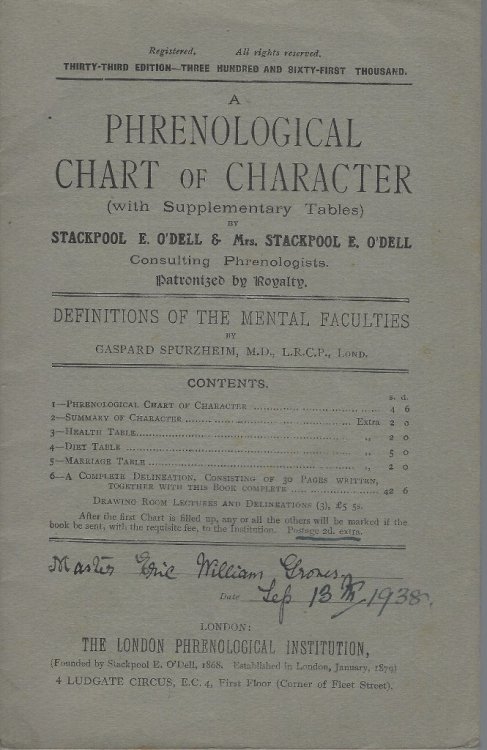 Registered. All rights reserved.
THIRTY-THIRD EDITION—THREE HUNDRED AND SIXTY-FIRST THOUSAND.
A
PHRENOLOGICAL
CHART OF CHARACTER
(with Supplementary Tables)
BY
STACKPOOL E. O'DELL & Mrs. STACKPOOL E. O'DELL
Consulting Phrenologists.
Patronized by Royalty.
DEFINITIONS OF THE MENTAL FACULTIES
BY
GASPARD SPURZHEIM, M.D., L.R.C.P., LOND.
CONTENTS.
s. d.
1—PHRENOLOGICAL CHART OF CHARACTER ... 4 6
2—SUMMARY OF CHARACTER ... Extra 2 0
3—HEALTH TABLE... ,, 2 0
4—DIET TABLE ... ,, 5 0
5—MARRIAGE TABLE ... ,, 2 0
6—A COMPLETE DELINEATION, CONSISTING OF 30 PAGES WRITTEN,
TOGETHER WITH THIS BOOK COMPLETE ... 42 6
DRAWING ROOM LECTURES AND DELINEATIONS (3), £5 5s.
After the first Chart is filled up, any or all the others will be marked if the
book be sent, with the requisite fee, to the Institution. Postage 2d. extra.
Master Eric William Groves
Date Sep 13th 1938.
LONDON:
THE LONDON PHRENOLOGICAL INSTITUTION,
(Founded by Stackpool E. O'Dell, 1868. Established in London, January, 1879)
4 LUDGATE CIRCUS, E.C. 4, First Floor (Corner of Fleet Street).